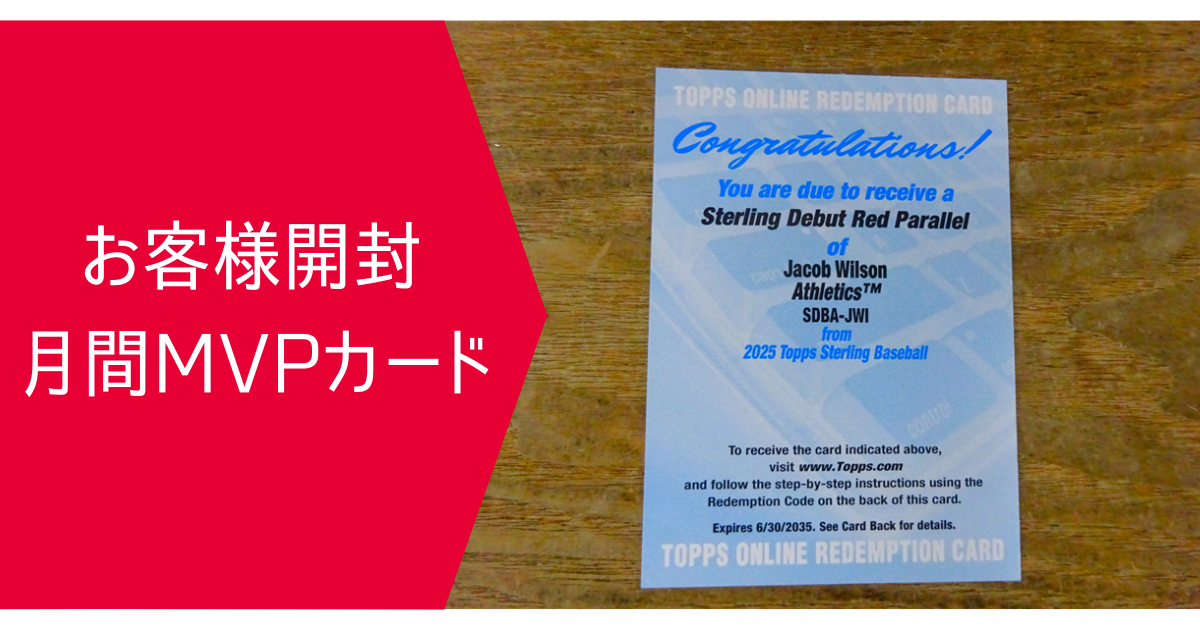 お客様開封
月間MVPカード
TOPPS ONLINE REDEMPTION CARD
Congratulations!
You are due to receive a
Sterling Debut Red Parallel
of
Jacob Wilson
Athletics™
SDBA-JWI
from
2025 Topps Sterling Baseball
caps
control
To receive the card indicated above,
visit www.Topps.com
and follow the step-by-step instructions using the
Redemption Code on the back of this card.
Expires 6/30/2035. See Card Back for details.
TOPPS ONLINE REDEMPTION CARD